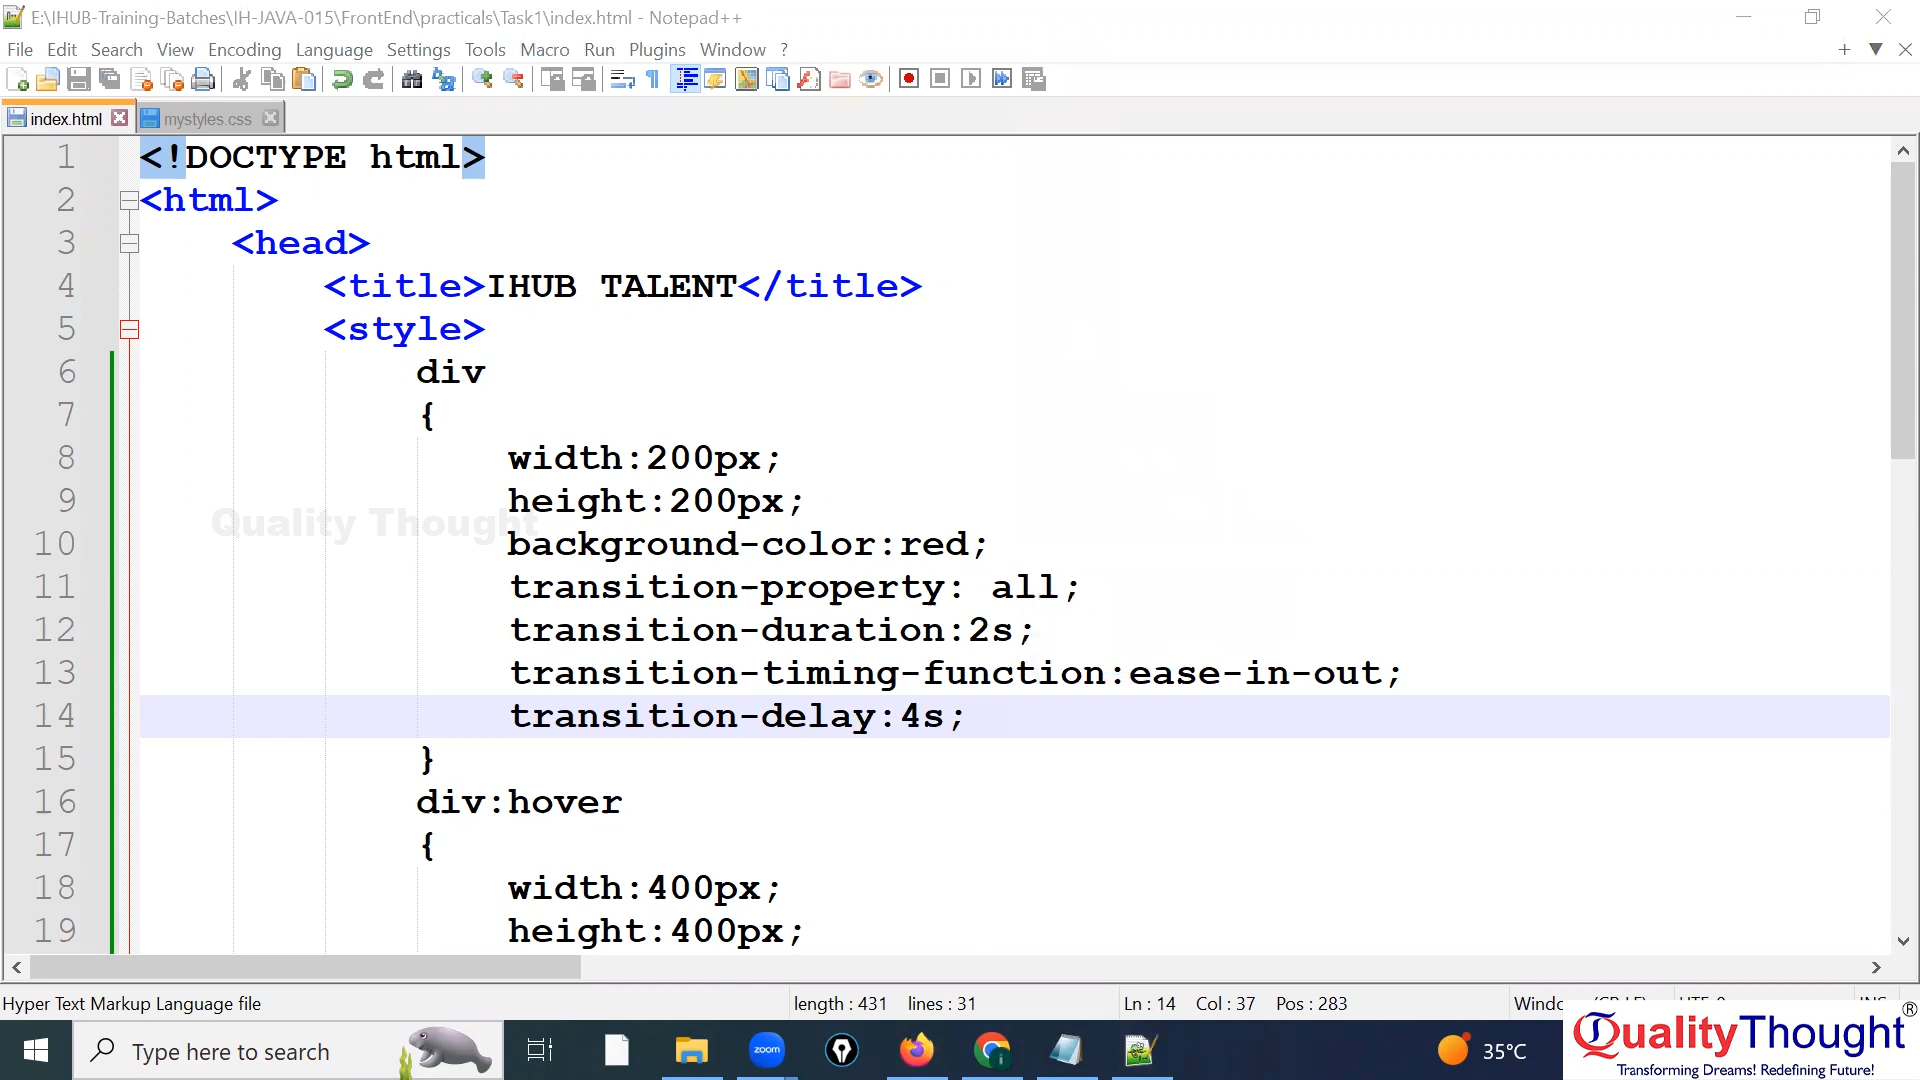 E:\IHUB-Training-Batches\IH-JAVA-015\FrontEnd\practicals\Task1\index.html - Notepad++
File Edit Search View Encoding Language Settings Tools Macro Run Plugins Window ?
index.html mystyles.css
1 <!DOCTYPE html>
2 <html>
3 <head>
4 <title>IHUB TALENT</title>
5 <style>
6 div
7 {
8 width:200px;
9 height:200px;
Quality Thought
10 background-color:red;
11 transition-property: all;
12 transition-duration:2s;
13 transition-timing-function:ease-in-out;
14 transition-delay:4s;
15 }
16 div:hover
17 {
18 width:400px;
19 height:400px;
Hyper Text Markup Language file length : 431 lines : 31 Ln : 14 Col : 37 Pos : 283
Type here to search zoom 35°C
QualityThought®
Transforming Dreams! Redefining Future!